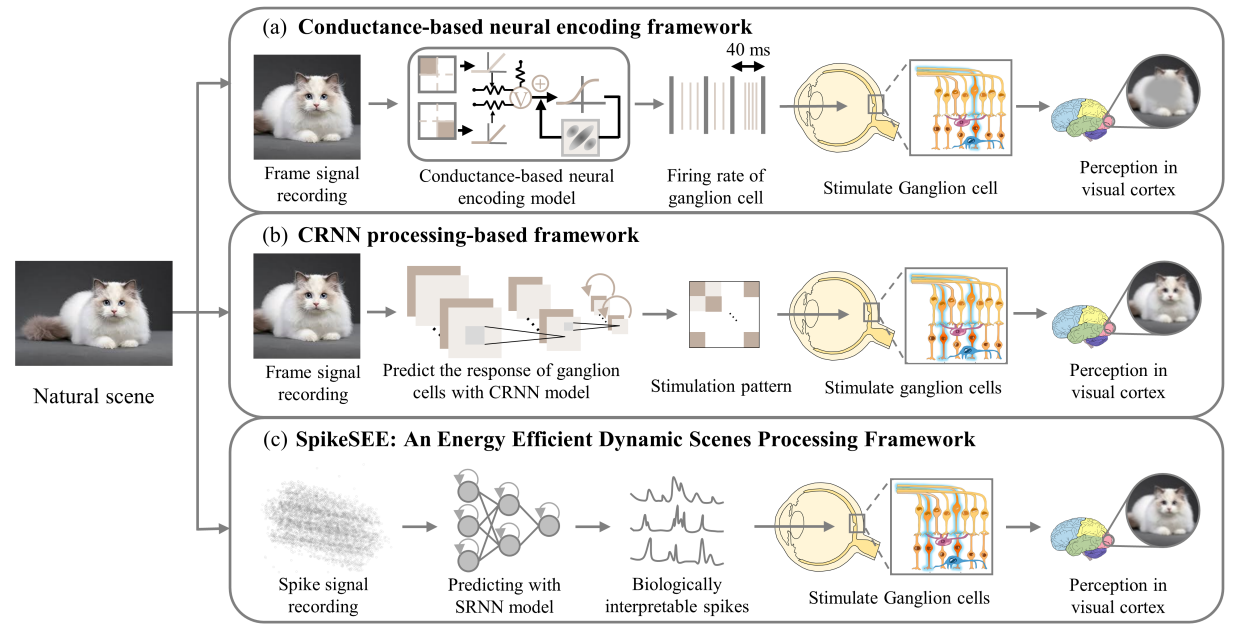 (a) Conductance-based neural encoding framework
40 ms
V
Frame signal
recording
Conductance-based neural
encoding model
Firing rate of
ganglion cell
Stimulate Ganglion cell
Perception in
visual cortex
Natural scene
(b) CRNN processing-based framework
Frame signal
recording
Predict the response of ganglion
cells with CRNN model
Stimulation pattern
Stimulate ganglion cells
Perception in
visual cortex
(c) SpikeSEE: An Energy Efficient Dynamic Scenes Processing Framework
Spike signal
recording
Predicting with
SRNN model
Biologically
interpretable spikes
Stimulate Ganglion cells
Perception in
visual cortex